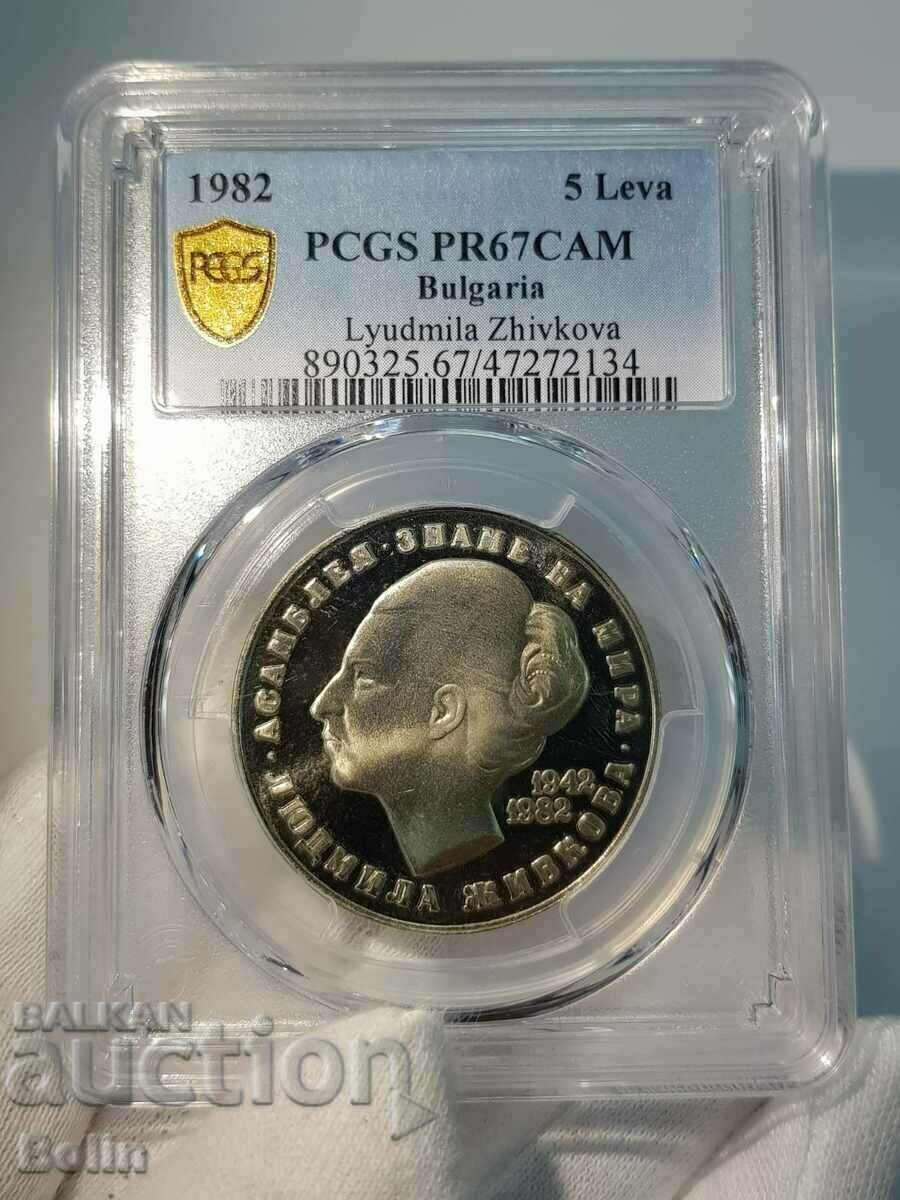 1982 5 Leva
PCGS
PCGS PR67CAM
Bulgaria
Lyudmila Zhivkova
890325.67/47272134
АСАМБЛЕЯ · ЗНАМЕ НА МИРА ·
1942
1982
ЛЮДМИЛА ЖИВКОВА
BALKAN
auction
Bolin